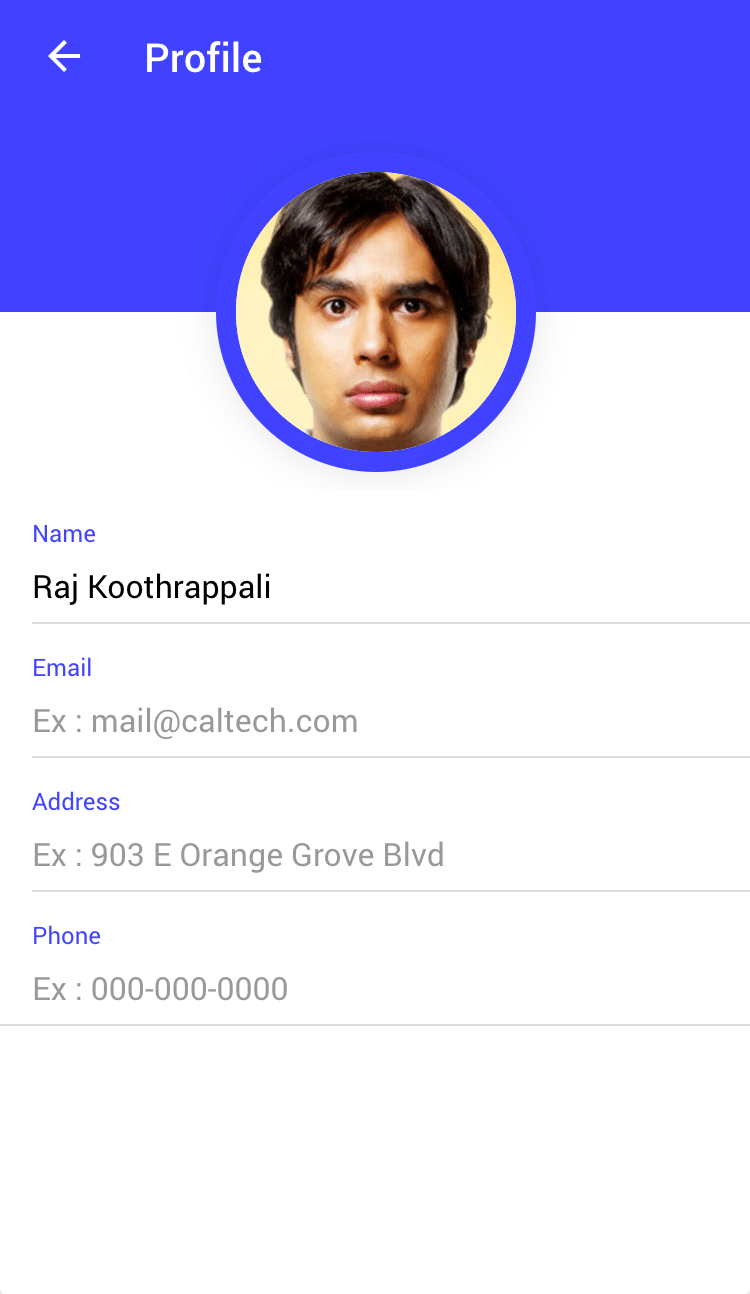 Profile
Name
Raj Koothrappali
Email
Ex : mail@caltech.com
Address
Ex : 903 E Orange Grove Blvd
Phone
Ex : 000-000-0000